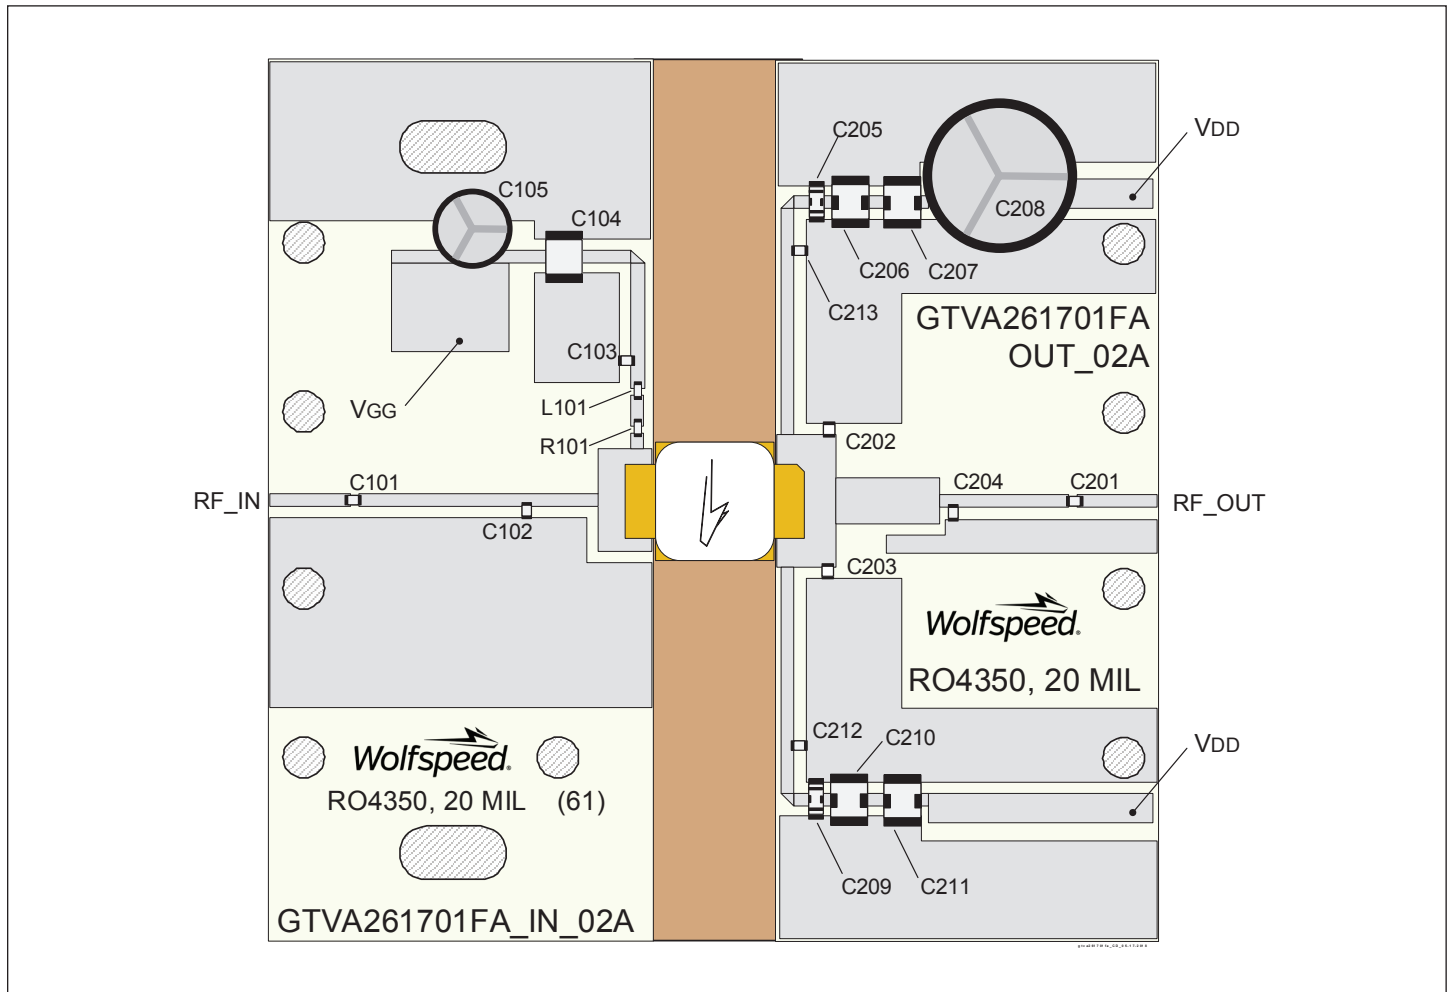 C205
VDD
C105
C104
C208
C206
C207
C213
GTVA261701FA
OUT_02A
C103
VGG
L101
R101
C202
C101
RF_IN
C102
C204
C201
RF_OUT
C203
Wolfspeed®
RO4350, 20 MIL
C212
C210
VDD
Wolfspeed®
RO4350, 20 MIL (61)
C209
C211
GTVA261701FA_IN_02A